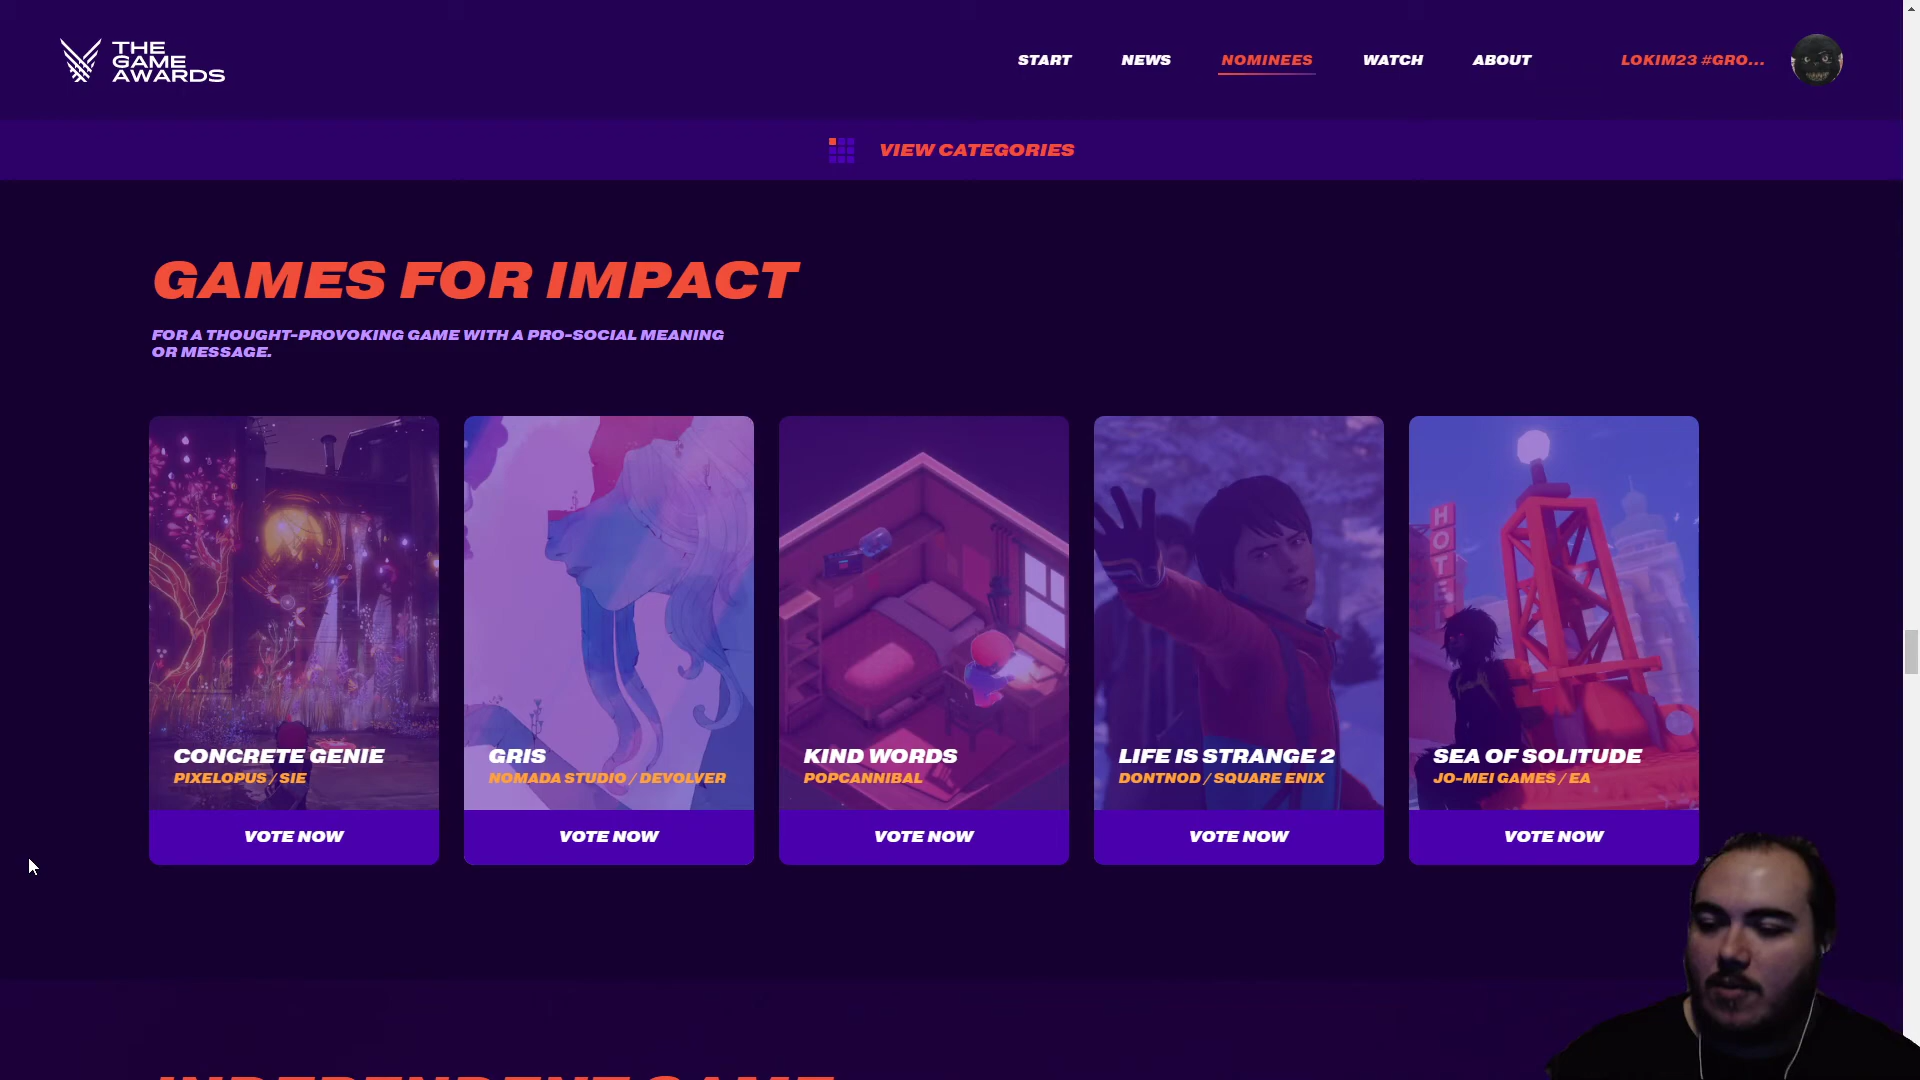 THE
GAME
AWARDS
START
NEWS
NOMINEES
WATCH
ABOUT
LOKIM23 #GRO...
VIEW CATEGORIES
GAMES FOR IMPACT
FOR A THOUGHT-PROVOKING GAME WITH A PRO-SOCIAL MEANING
OR MESSAGE.
HOTEL
CONCRETE GENIE
PIXELOPUS / SIE
VOTE NOW
GRIS
NOMADA STUDIO / DEVOLVER
VOTE NOW
KIND WORDS
POPCANNIBAL
VOTE NOW
LIFE IS STRANGE 2
DONTNOD / SQUARE ENIX
VOTE NOW
SEA OF SOLITUDE
JO-MEI GAMES / EA
VOTE NOW
INDEPENDENT GAME